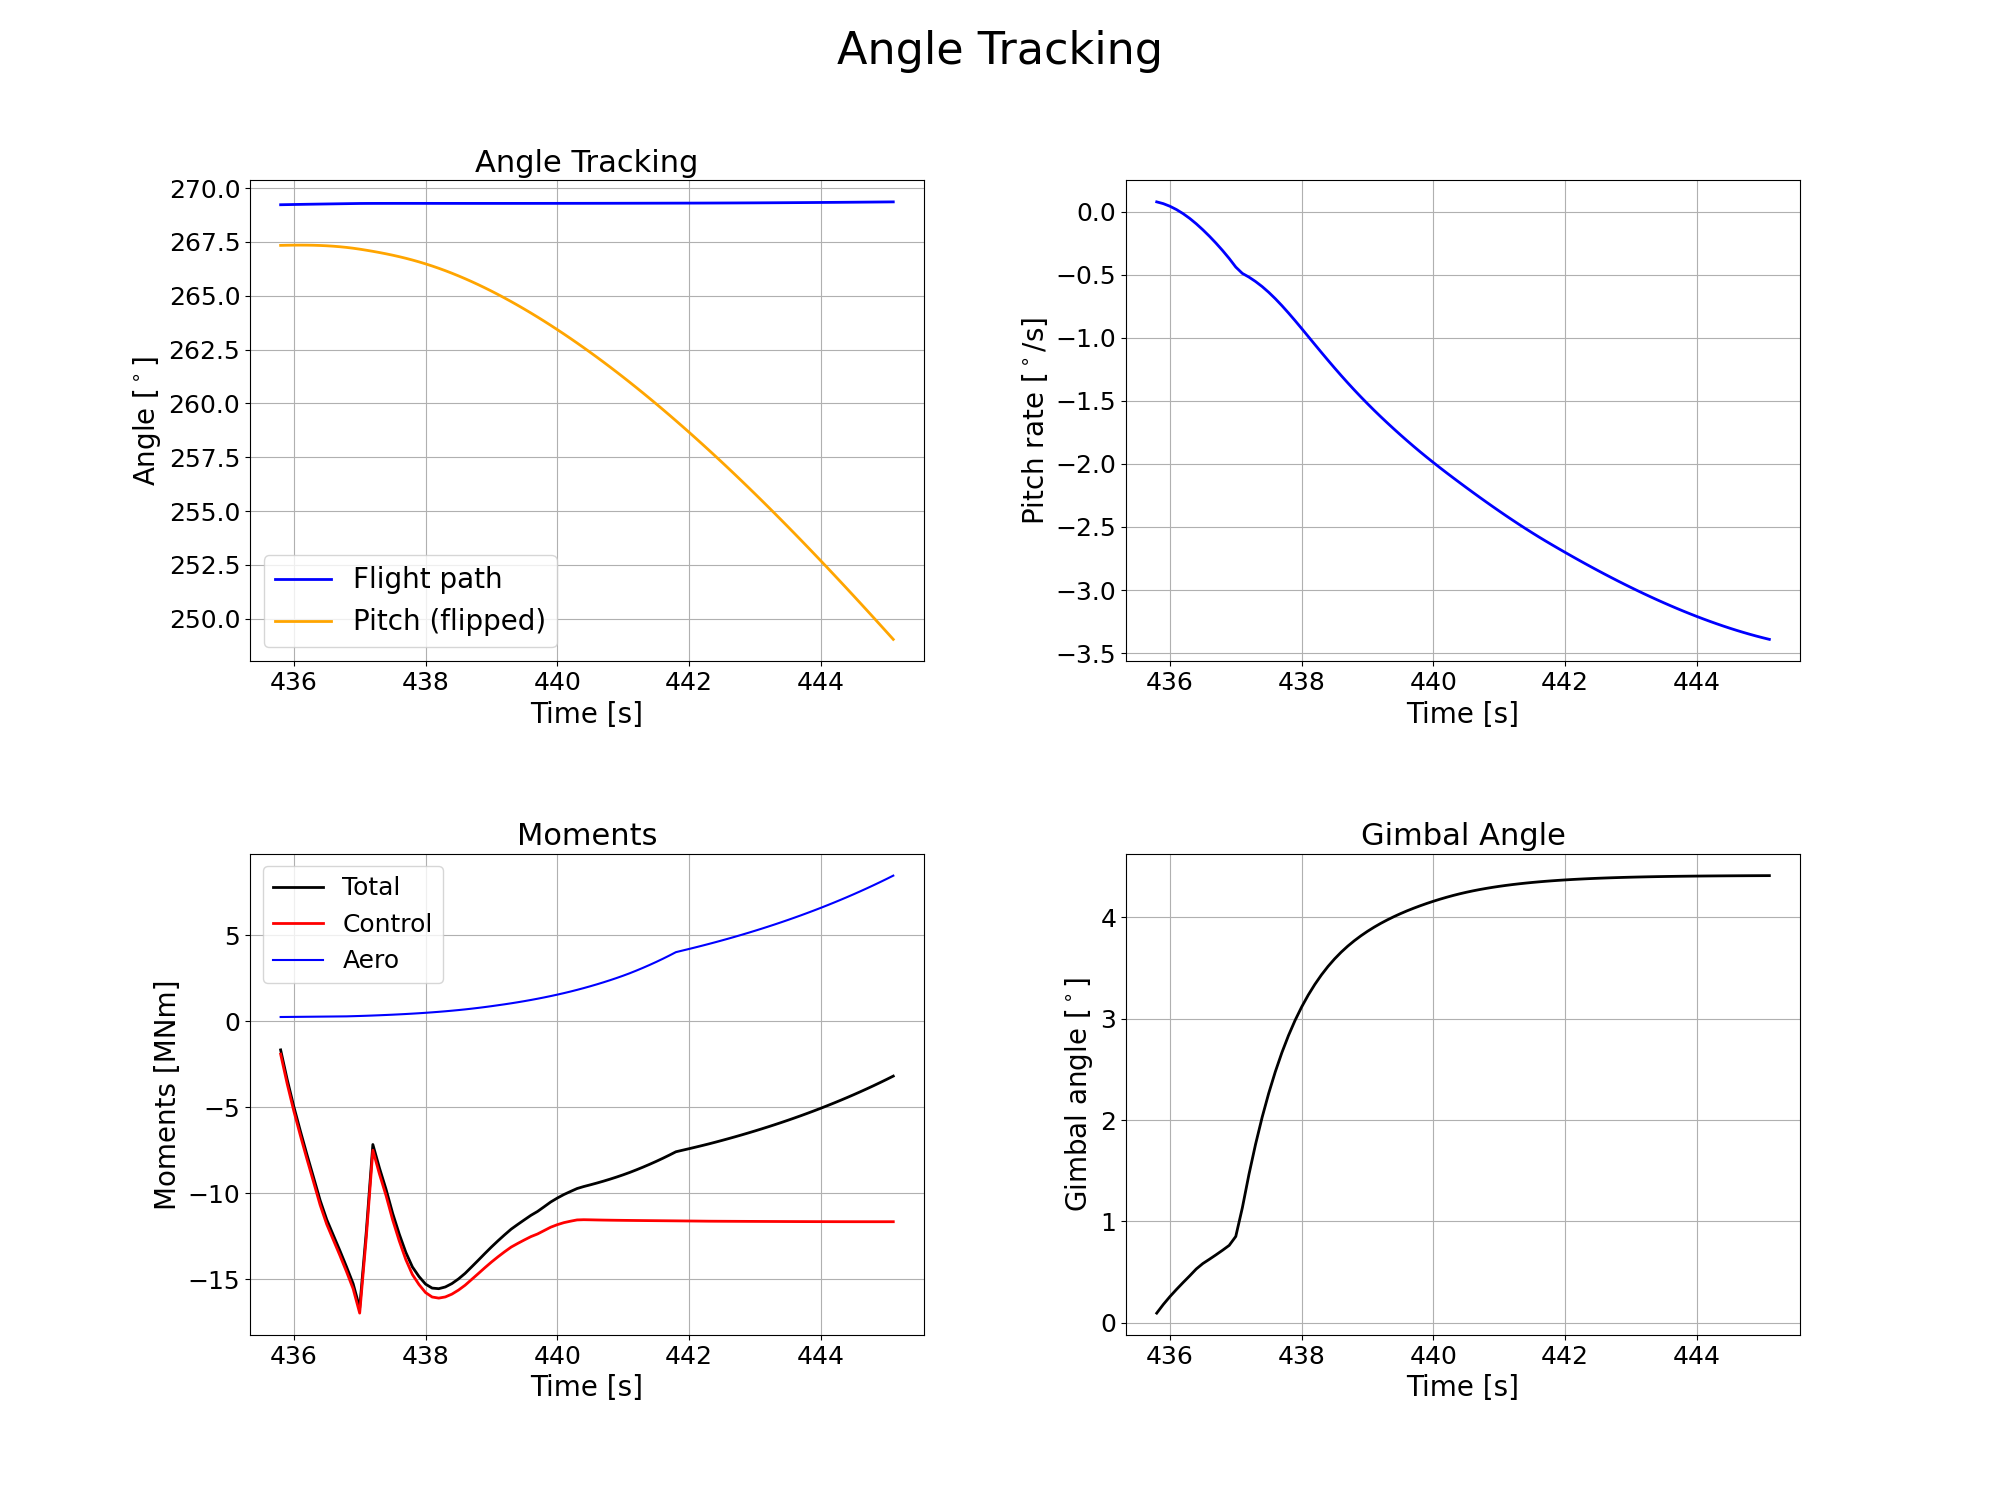 Angle Tracking
Angle Tracking
270.0
267.5
265.0
262.5
260.0
257.5
255.0
252.5
250.0
Angle [°]
Flight path
Pitch (flipped)
436 438 440 442 444
Time [s]
0.0
−0.5
−1.0
−1.5
−2.0
−2.5
−3.0
−3.5
Pitch rate [°/s]
436 438 440 442 444
Time [s]
Moments
Total
Control
Aero
5
0
−5
−10
−15
Moments [MNm]
436 438 440 442 444
Time [s]
Gimbal Angle
4
3
2
1
0
Gimbal angle [°]
436 438 440 442 444
Time [s]